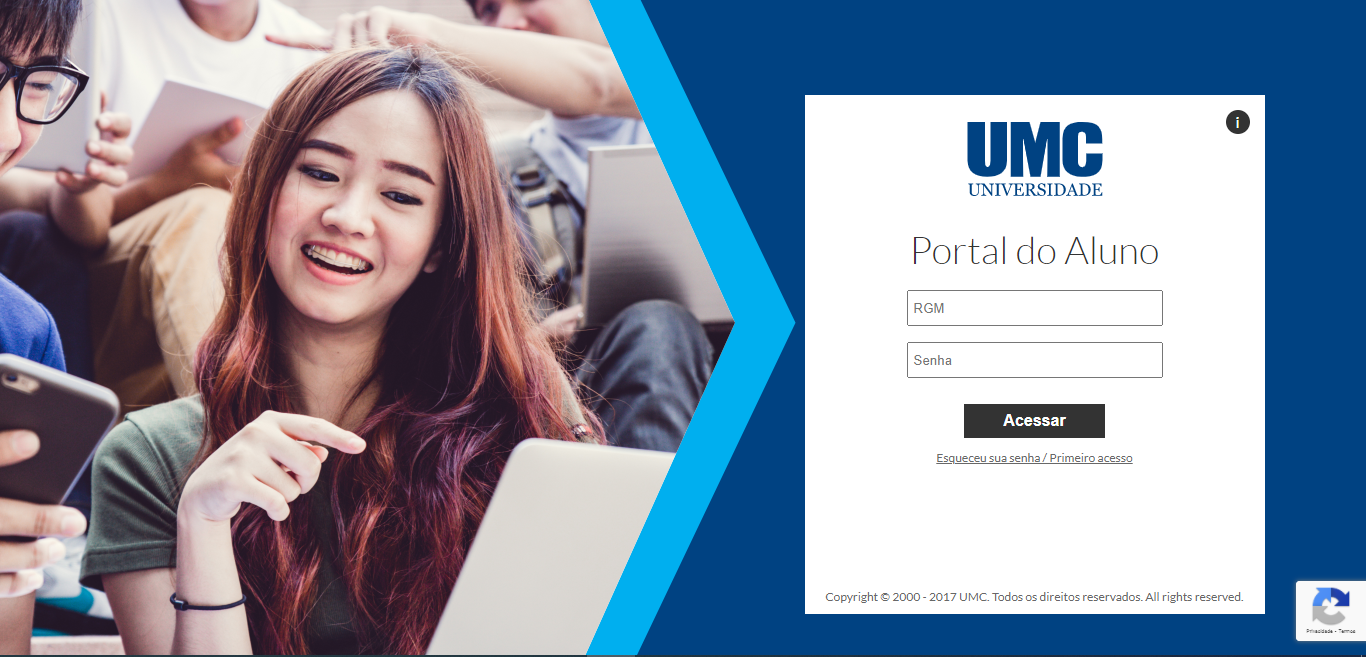 i
UMC
UNIVERSIDADE
Portal do Aluno
RGM
Senha
Acessar
Esqueceu sua senha / Primeiro acesso
Copyright © 2000 - 2017 UMC. Todos os direitos reservados. All rights reserved.
Privacidade - Termos